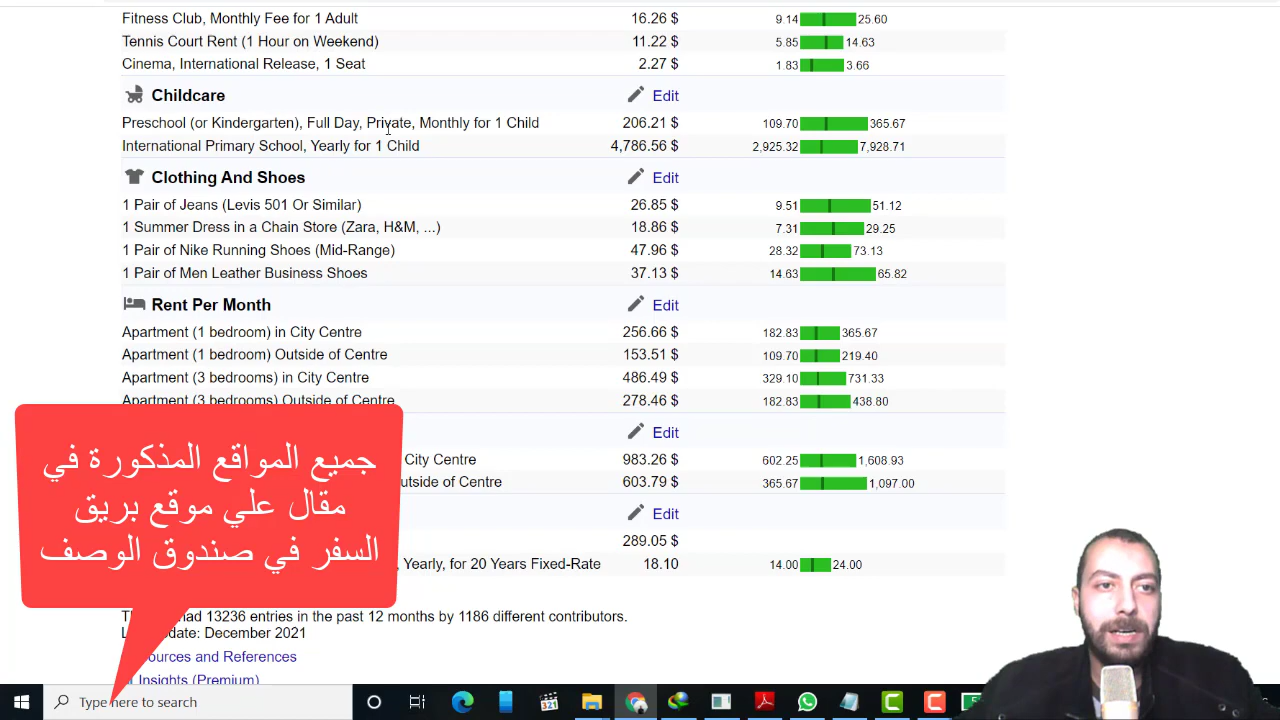 Fitness Club, Monthly Fee for 1 Adult 16.26 $ 9.14 25.60
Tennis Court Rent (1 Hour on Weekend) 11.22 $ 5.85 14.63
Cinema, International Release, 1 Seat 2.27 $ 1.83 3.66
Childcare Edit
Preschool (or Kindergarten), Full Day, Private, Monthly for 1 Child 206.21 $ 109.70 365.67
International Primary School, Yearly for 1 Child 4,786.56 $ 2,925.32 7,928.71
Clothing And Shoes Edit
1 Pair of Jeans (Levis 501 Or Similar) 26.85 $ 9.51 51.12
1 Summer Dress in a Chain Store (Zara, H&M, ...) 18.86 $ 7.31 29.25
1 Pair of Nike Running Shoes (Mid-Range) 47.96 $ 28.32 73.13
1 Pair of Men Leather Business Shoes 37.13 $ 14.63 65.82
Rent Per Month Edit
Apartment (1 bedroom) in City Centre 256.66 $ 182.83 365.67
Apartment (1 bedroom) Outside of Centre 153.51 $ 109.70 219.40
Apartment (3 bedrooms) in City Centre 486.49 $ 329.10 731.33
Apartment (3 bedrooms) Outside of Centre 278.46 $ 182.83 438.80
Edit
City Centre 983.26 $ 602.25 1,608.93
of Centre 603.79 $ 365.67 1,097.00
Edit
289.05 $
, Yearly, for 20 Years Fixed-Rate 18.10 14.00 24.00
13236 entries in the past 12 months by 1186 different contributors.
December 2021
and References
Insights (Premium)
جميع المواقع المذكورة في
مقال علي موقع بريق
السفر في صندوق الوصف
Type here to search
321